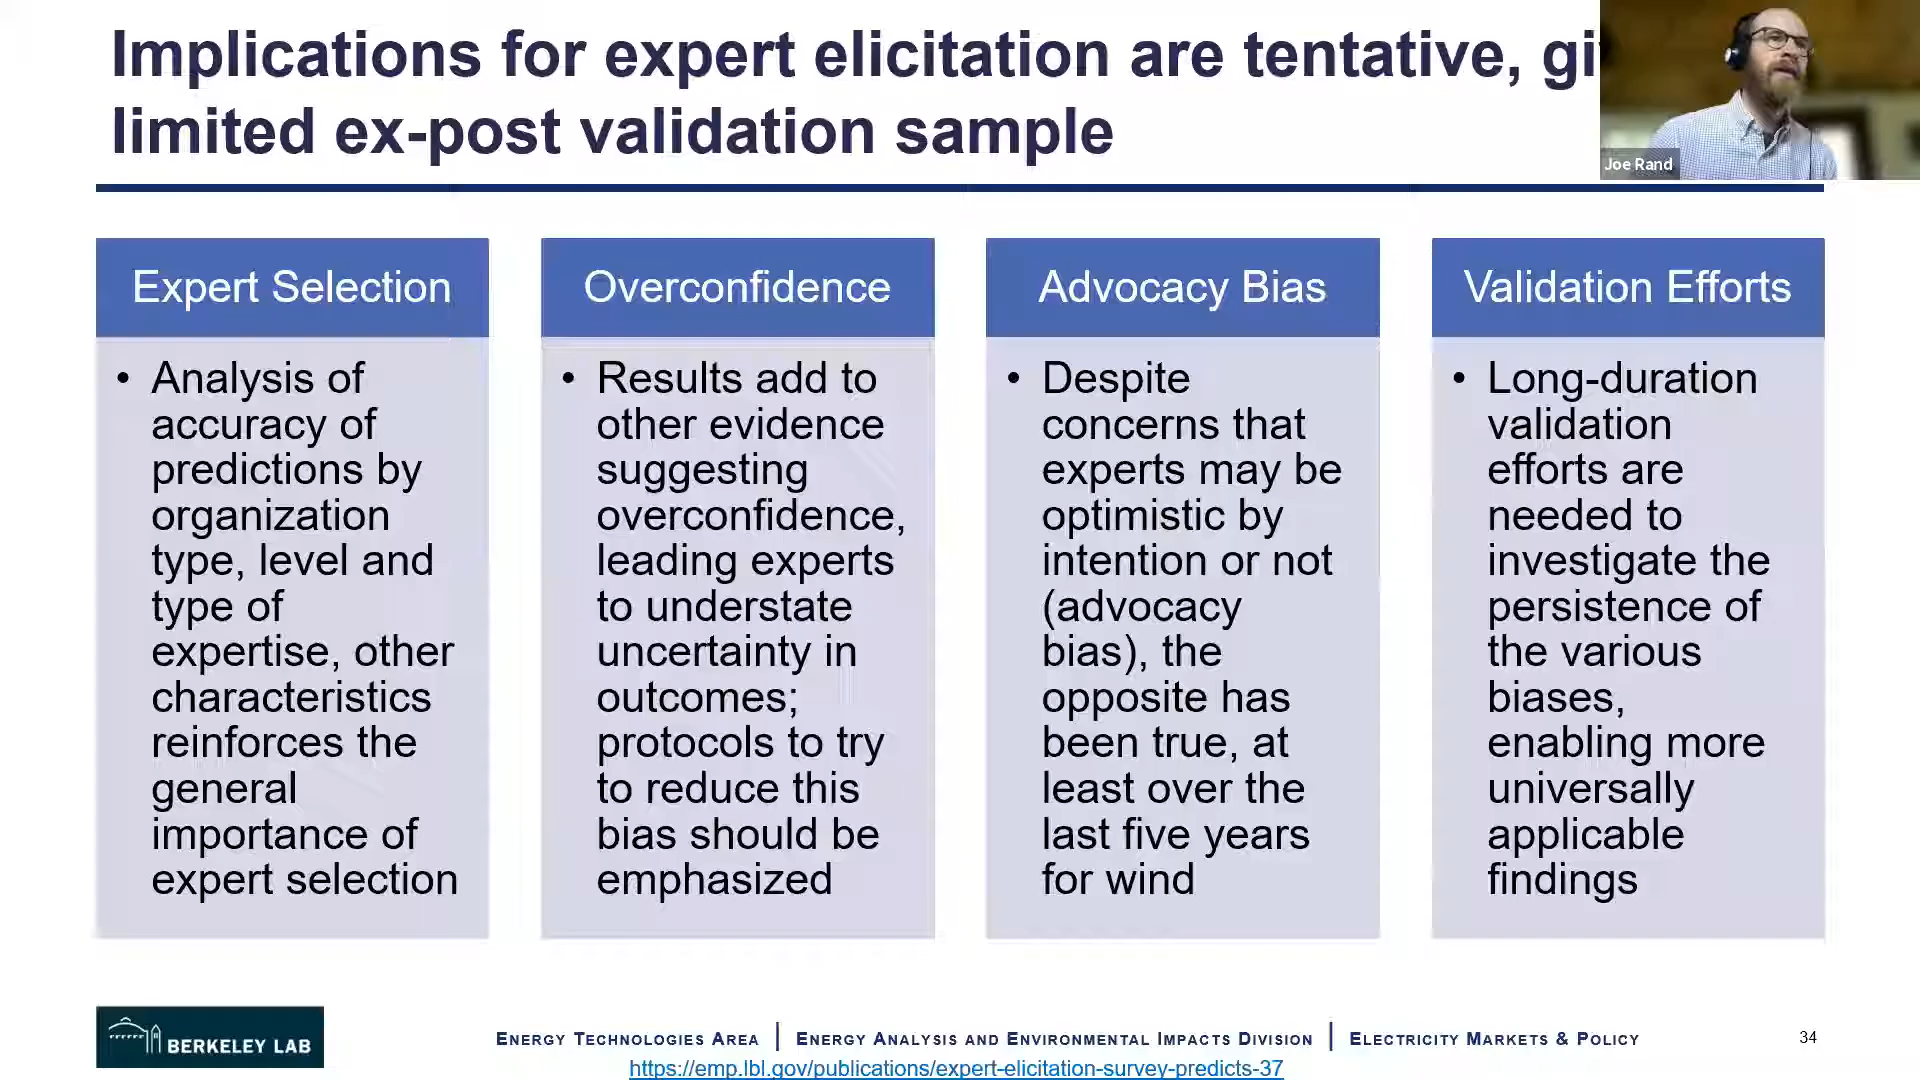 Implications for expert elicitation are tentative,
limited ex-post validation sample
Joe Rand
Expert Selection
• Analysis of
accuracy of
predictions by
organization
type, level and
type of
expertise, other
characteristics
reinforces the
general
importance of
expert selection
Overconfidence
• Results add to
other evidence
suggesting
overconfidence,
leading experts
to understate
uncertainty in
outcomes;
protocols to try
to reduce this
bias should be
emphasized
Advocacy Bias
• Despite
concerns that
experts may be
optimistic by
intention or not
(advocacy
bias), the
opposite has
been true, at
least over the
last five years
for wind
Validation Efforts
• Long-duration
validation
efforts are
needed to
investigate the
persistence of
the various
biases,
enabling more
universally
applicable
findings
BERKELEY LAB
ENERGY TECHNOLOGIES AREA | ENERGY ANALYSIS AND ENVIRONMENTAL IMPACTS DIVISION | ELECTRICITY MARKETS & POLICY
34
https://emp.lbl.gov/publications/expert-elicitation-survey-predicts-37